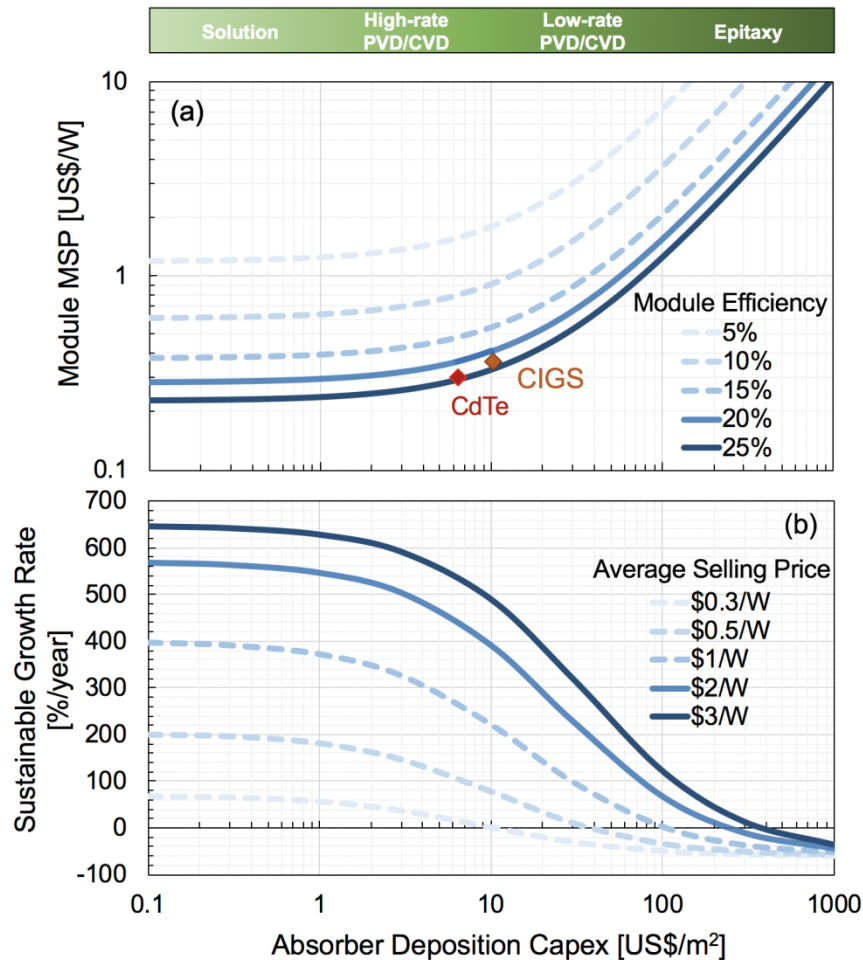 Solution
High-rate
PVD/CVD
Low-rate
PVD/CVD
Epitaxy
(a)
Module MSP [US$/W]
10
1
0.1
CdTe
CIGS
Module Efficiency
5%
10%
15%
20%
25%
(b)
Sustainable Growth Rate
[%/year]
700
600
500
400
300
200
100
0
-100
Average Selling Price
$0.3/W
$0.5/W
$1/W
$2/W
$3/W
0.1
1
10
100
1000
Absorber Deposition Capex [US$/m²]